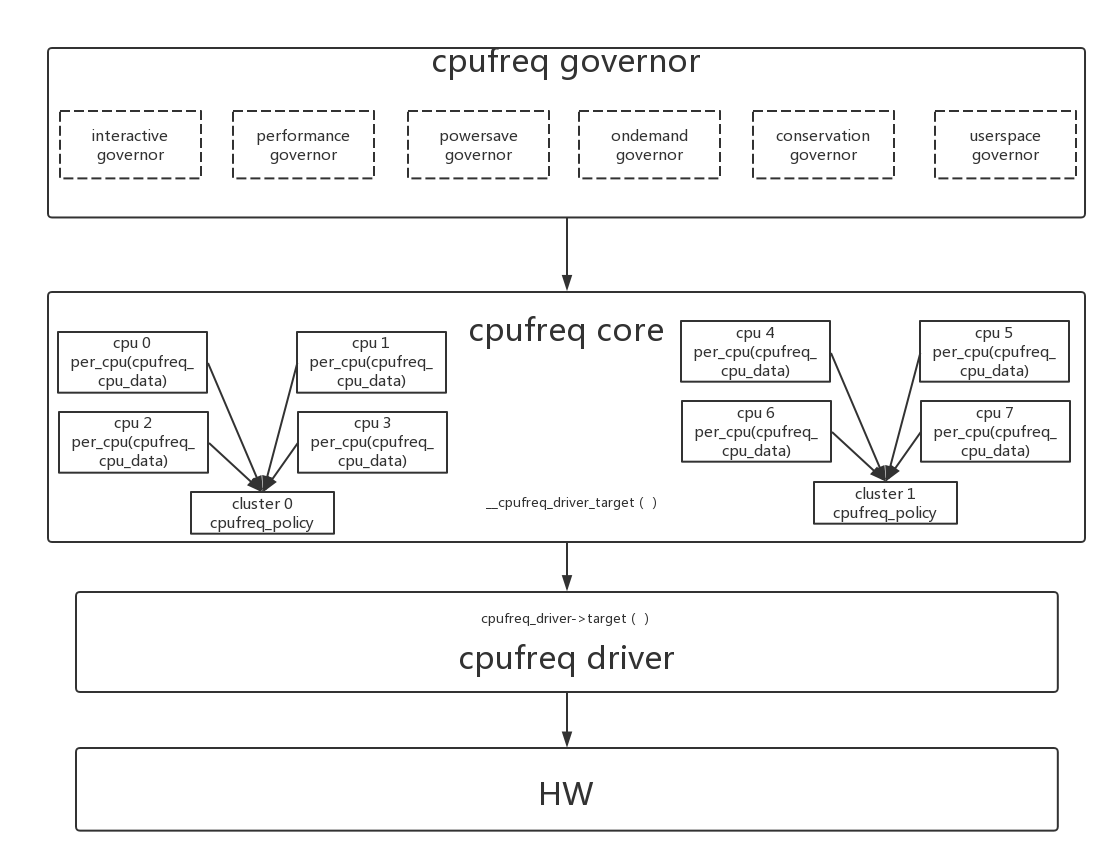 cpufreq governor
interactive
governor
performance
governor
powersave
governor
ondemand
governor
conservation
governor
userspace
governor
cpufreq core
cpu 0
per_cpu(cpufreq_
cpu_data)
cpu 1
per_cpu(cpufreq_
cpu_data)
cpu 2
per_cpu(cpufreq_
cpu_data)
cpu 3
per_cpu(cpufreq_
cpu_data)
cluster 0
cpufreq_policy
__cpufreq_driver_target (  )
cpu 4
per_cpu(cpufreq_
cpu_data)
cpu 5
per_cpu(cpufreq_
cpu_data)
cpu 6
per_cpu(cpufreq_
cpu_data)
cpu 7
per_cpu(cpufreq_
cpu_data)
cluster 1
cpufreq_policy
cpufreq_driver->target (  )
cpufreq driver
HW